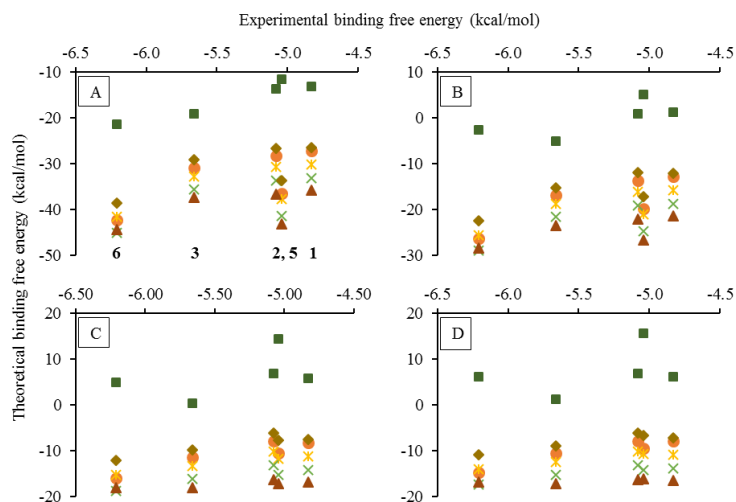 Experimental binding free energy (kcal/mol)
-6.5 -6.0 -5.5 -5.0 -4.5
-6.5 -6.0 -5.5 -5.0 -4.5
Theoretical binding free energy (kcal/mol)
-10
-20
-30
-40
-50
A
6 3 2, 5 1
10
0
-10
-20
-30
B
-6.50 -6.00 -5.50 -5.00 -4.50
-6.5 -6.0 -5.5 -5.0 -4.5
20
10
0
-10
-20
C
20
10
0
-10
-20
D